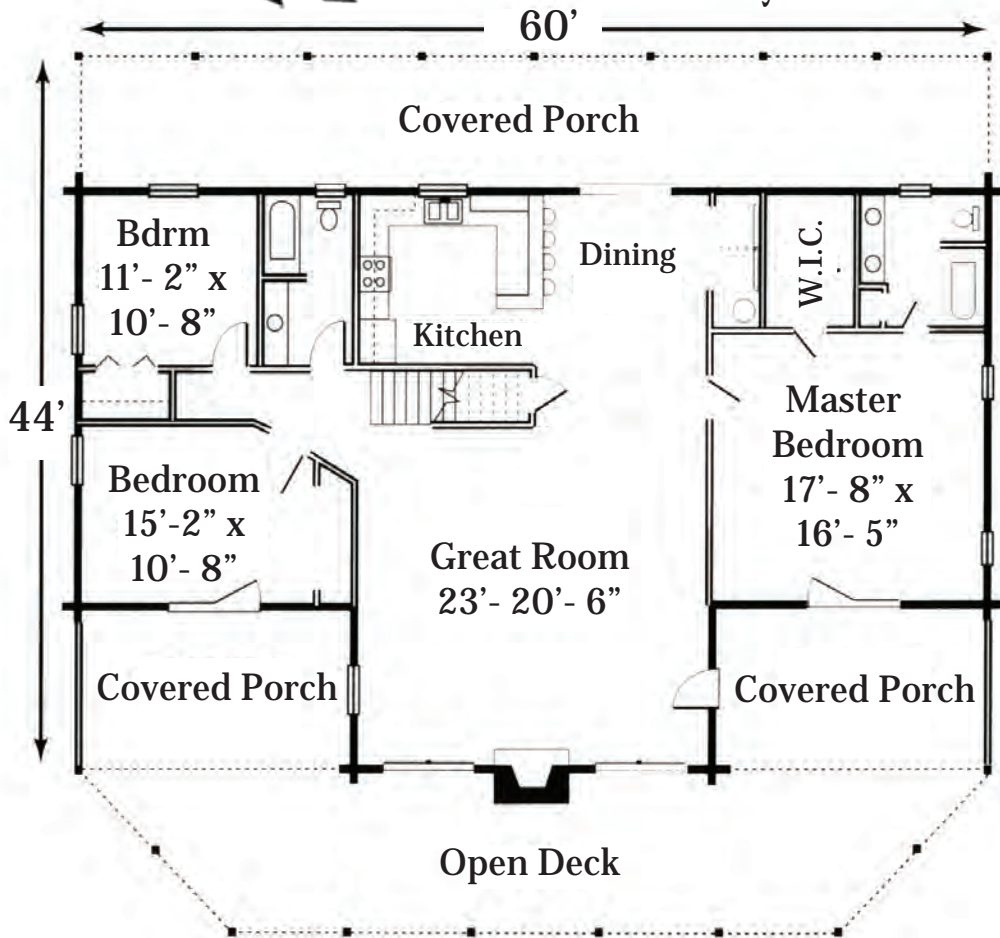 60'
Covered Porch
Bdrm
11'- 2” x
10'- 8”
Dining
W.I.C.
Kitchen
44'
Master
Bedroom
17'- 8” x
16'- 5”
Bedroom
15'-2” x
10'- 8”
Great Room
23'- 20'- 6”
Covered Porch
Covered Porch
Open Deck